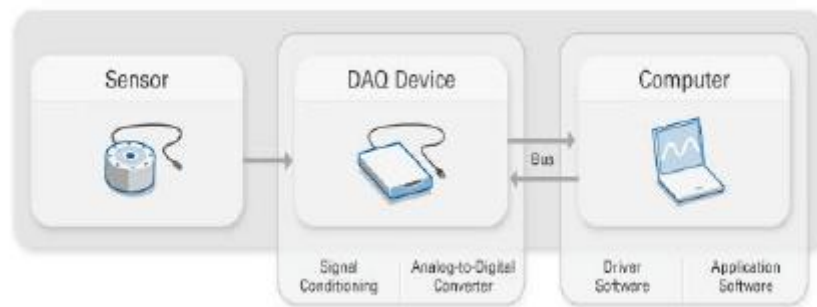 Sensor
DAQ Device
Computer
Bus
Signal
Conditioning
Analog-to-Digital
Converter
Driver
Software
Application
Software